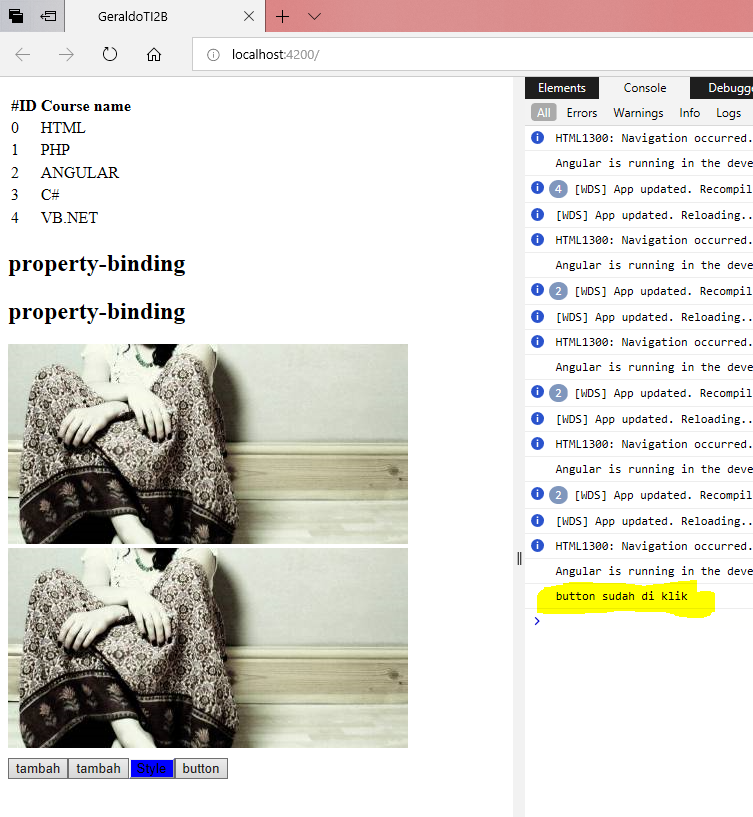 GeraldoTI2B
localhost:4200/
#ID Course name
0 HTML
1 PHP
2 ANGULAR
3 C#
4 VB.NET
property-binding
property-binding
tambah tambah Style button
Elements Console Debugg
All Errors Warnings Info Logs
HTML1300: Navigation occurred.
Angular is running in the deve
4 [WDS] App updated. Recompil
[WDS] App updated. Reloading..
HTML1300: Navigation occurred.
Angular is running in the deve
2 [WDS] App updated. Recompil
[WDS] App updated. Reloading..
HTML1300: Navigation occurred.
Angular is running in the deve
2 [WDS] App updated. Recompil
[WDS] App updated. Reloading..
HTML1300: Navigation occurred.
Angular is running in the deve
2 [WDS] App updated. Recompil
[WDS] App updated. Reloading..
HTML1300: Navigation occurred.
Angular is running in the deve
button sudah di klik